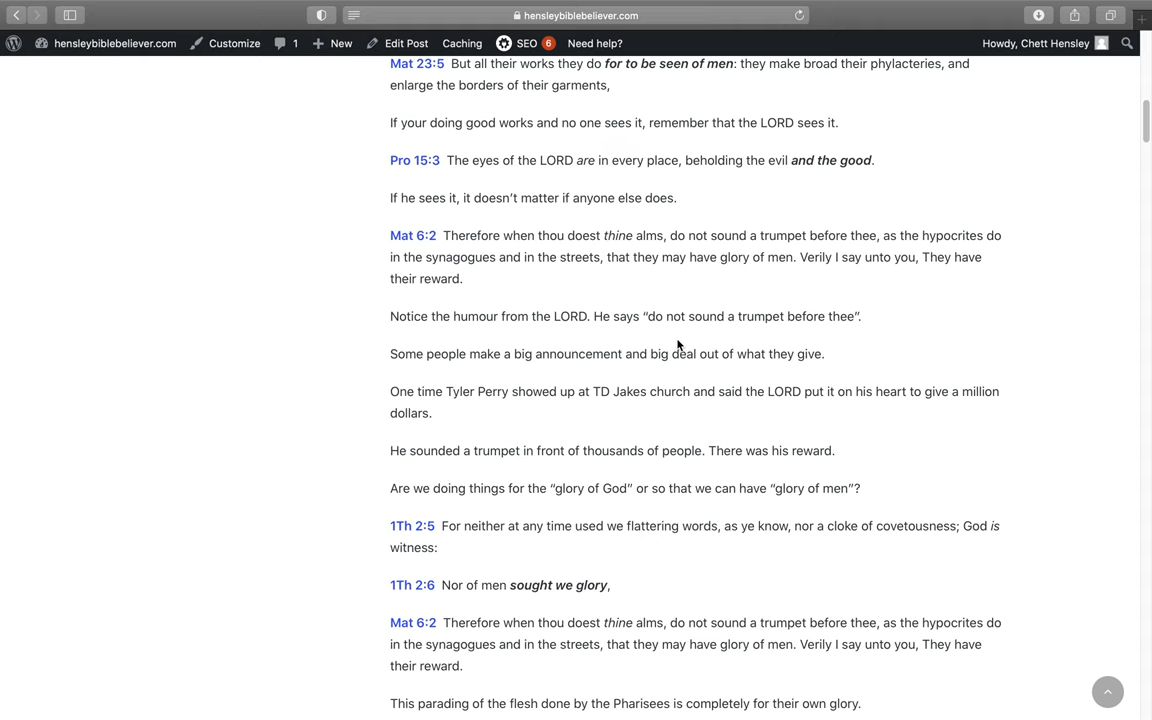 hensleybiblebeliever.com
hensleybiblebeliever.com Customize 1 New Edit Post Caching SEO 6 Need help? Howdy, Chett Hensley
Mat 23:5 But all their works they do for to be seen of men: they make broad their phylacteries, and
enlarge the borders of their garments,
If your doing good works and no one sees it, remember that the LORD sees it.
Pro 15:3 The eyes of the LORD are in every place, beholding the evil and the good.
If he sees it, it doesn't matter if anyone else does.
Mat 6:2 Therefore when thou doest thine alms, do not sound a trumpet before thee, as the hypocrites do
in the synagogues and in the streets, that they may have glory of men. Verily I say unto you, They have
their reward.
Notice the humour from the LORD. He says “do not sound a trumpet before thee”.
Some people make a big announcement and big deal out of what they give.
One time Tyler Perry showed up at TD Jakes church and said the LORD put it on his heart to give a million
dollars.
He sounded a trumpet in front of thousands of people. There was his reward.
Are we doing things for the “glory of God” or so that we can have “glory of men”?
1Th 2:5 For neither at any time used we flattering words, as ye know, nor a cloke of covetousness; God is
witness:
1Th 2:6 Nor of men sought we glory,
Mat 6:2 Therefore when thou doest thine alms, do not sound a trumpet before thee, as the hypocrites do
in the synagogues and in the streets, that they may have glory of men. Verily I say unto you, They have
their reward.
This parading of the flesh done by the Pharisees is completely for their own glory.